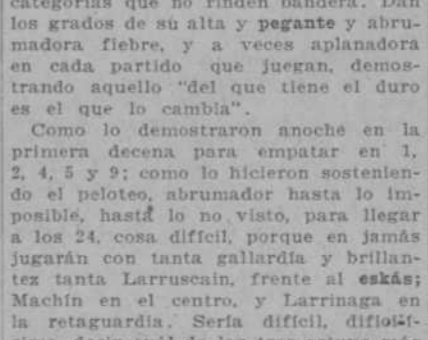 categorías que no rinden bandera. Dan
los grados de su alta y pegante y abru-
madora fiebre, y a veces aplanadora
en cada partido que juegan, demos-
trando aquello "del que tiene el duro
es el que lo cambia".
Como lo demostraron anoche en la
primera decena para empatar en 1,
2, 4, 5 y 9; como lo hicieron sostenien-
do el peloteo, abrumador hasta lo im-
posible, hasta lo no visto, para llegar
a los 24, cosa difícil, porque en jamás
jugarán con tanta gallardía y brillan-
tez tanta Larruscain, frente al eskás;
Machín en el centro, y Larrinaga en
la retaguardia. Sería difícil, dificilí-